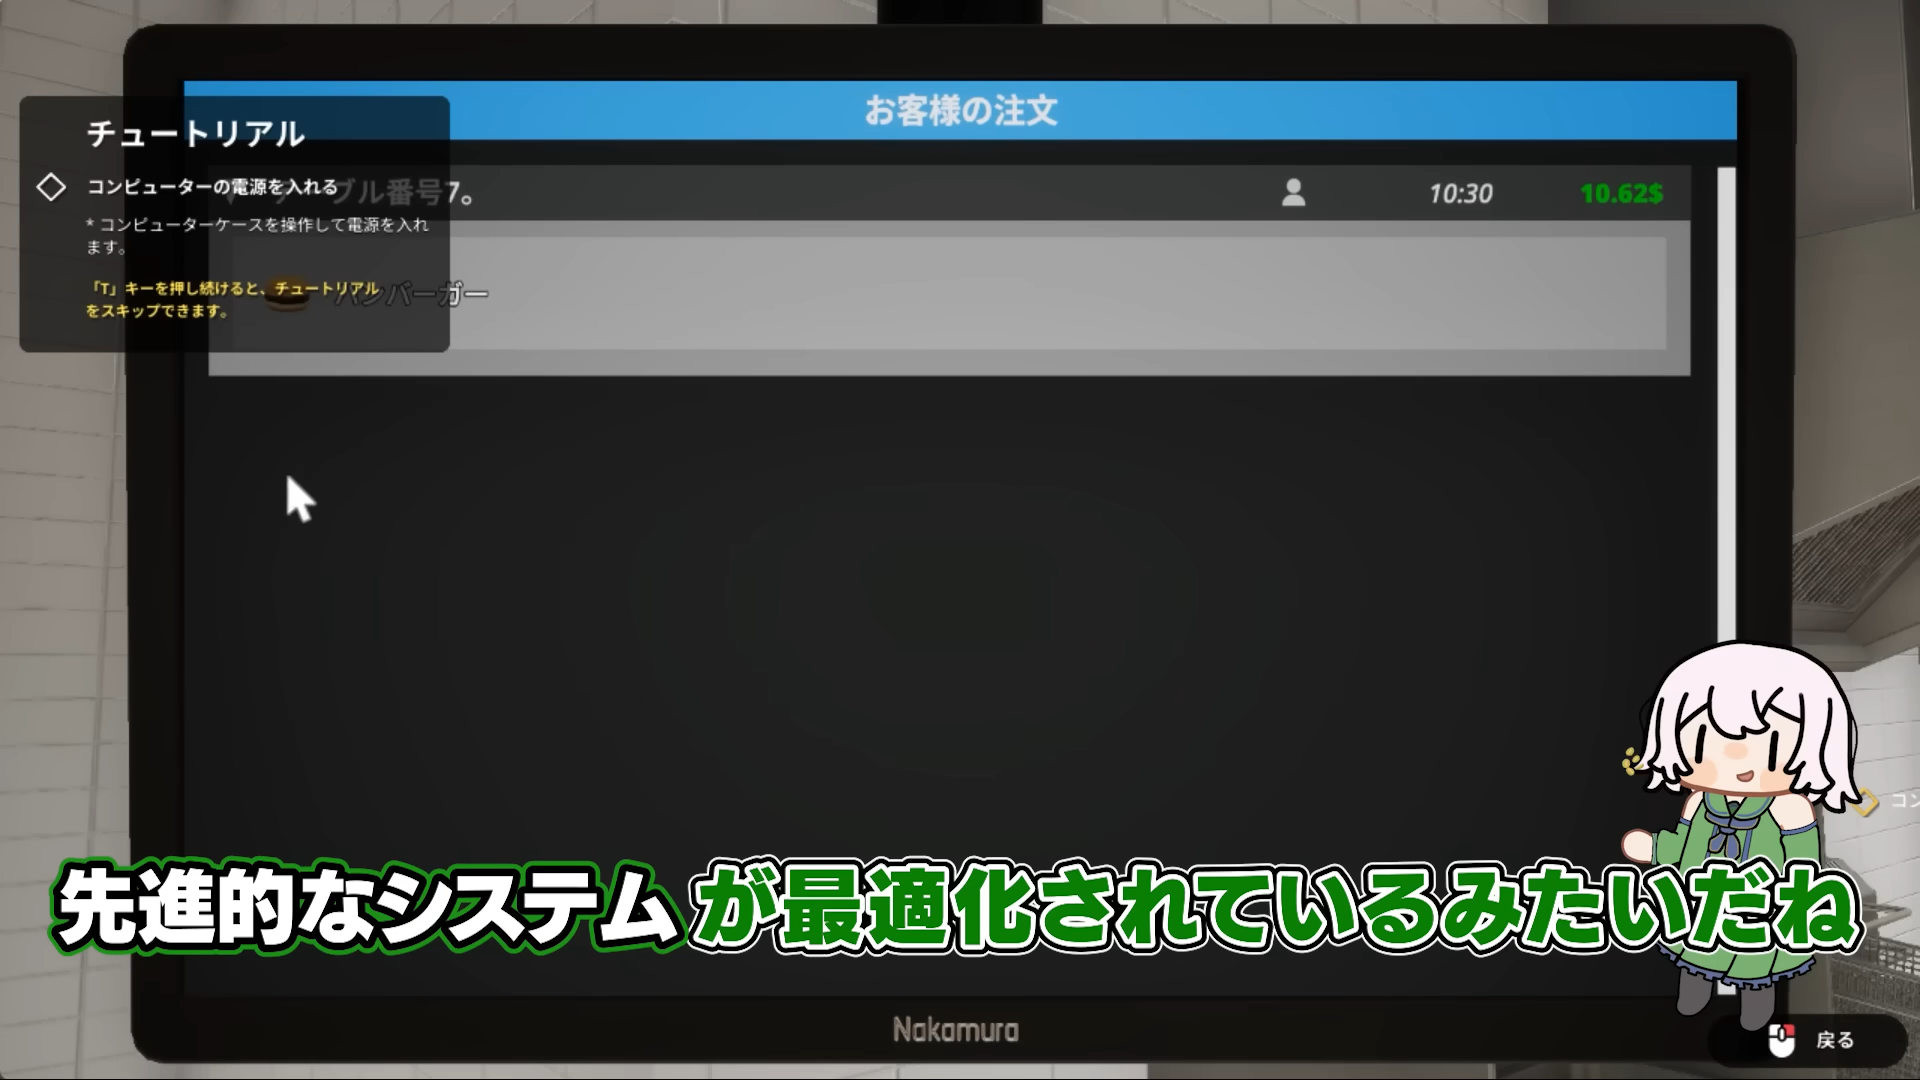 お客様の注文
チュートリアル
コンピューターの電源を入れる
* コンピューターケースを操作して電源を入れ
ます。
「T」キーを押し続けると、チュートリアル
をスキップできます。
テーブル番号7。
10:30
10.62$
ハンバーガー
コン
先進的なシステムが最適化されているみたいだね
Nakamura
戻る